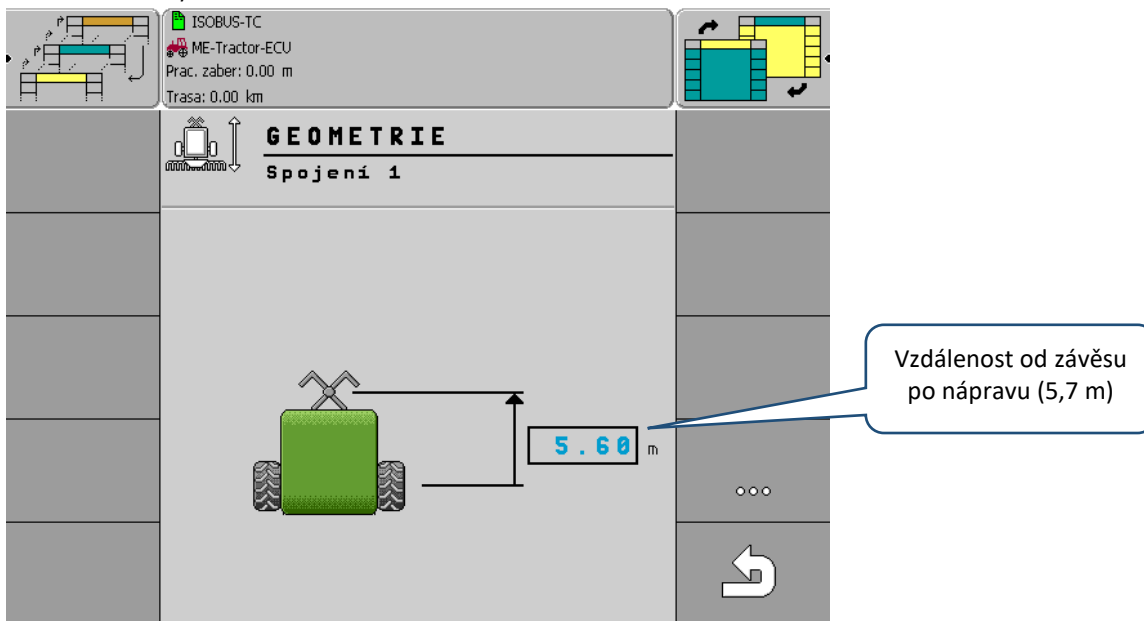 ISOBUS-TC
ME-Tractor-ECU
Prac. zaber: 0.00 m
Trasa: 0.00 km
GEOMETRIE
Spojení 1
5.60 m
Vzdálenost od závěsu
po nápravu (5,7 m)